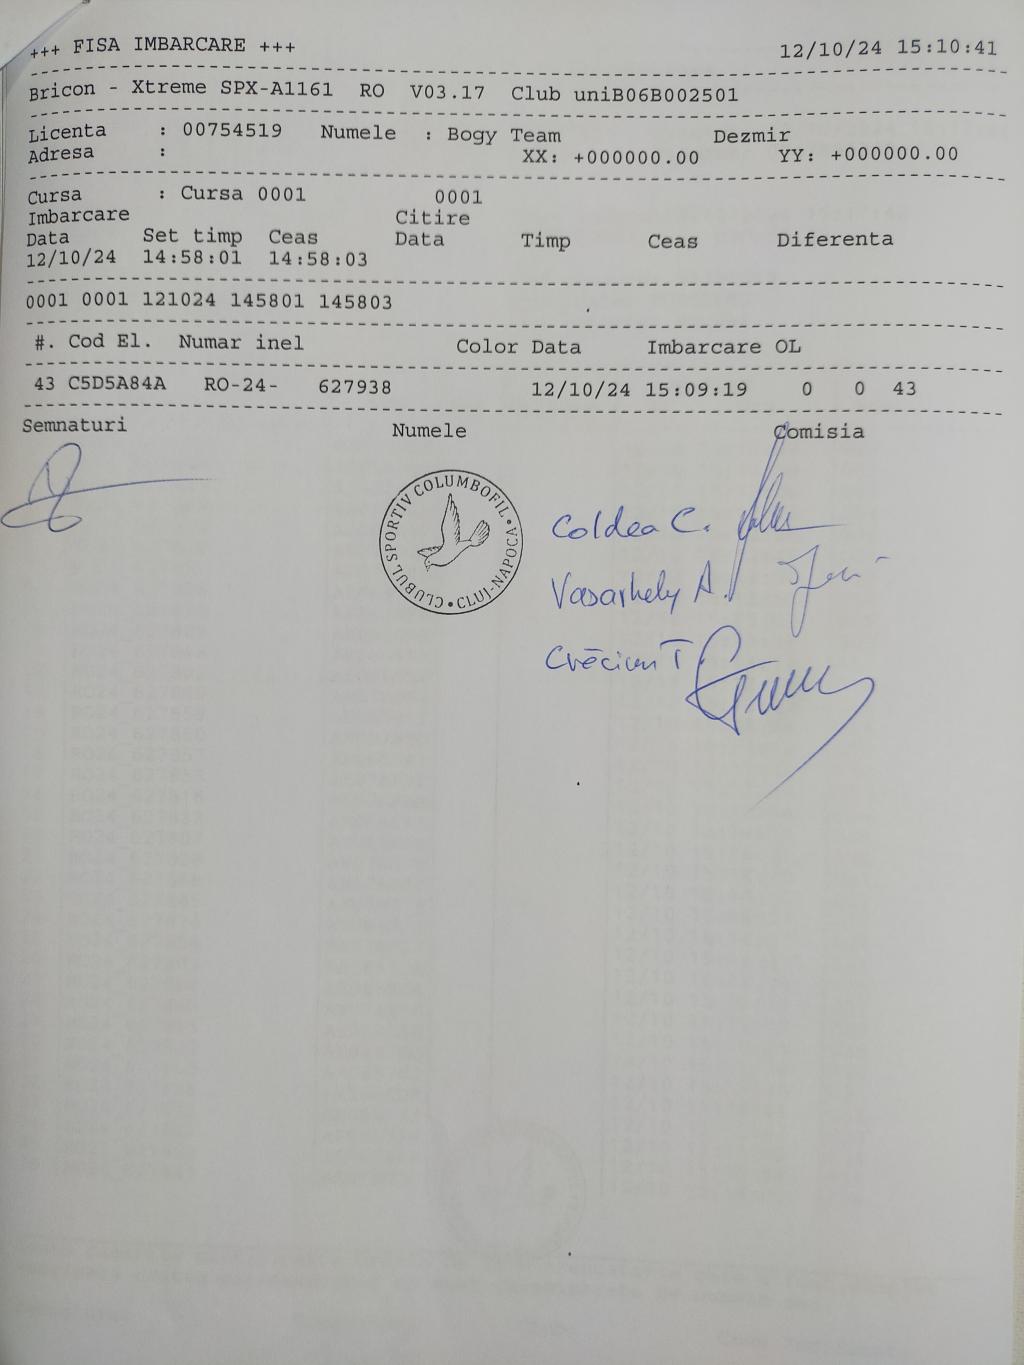 +++ FISA IMBARCARE +++ 12/10/24 15:10:41
Bricon - Xtreme SPX-A1161 RO V03.17 Club uniB06B002501
Licenta : 00754519 Numele : Bogy Team Dezmir
Adresa : XX: +000000.00 YY: +000000.00
Cursa : Cursa 0001 0001
Imbarcare Citire
Data Set timp Ceas Data Timp Ceas Diferenta
12/10/24 14:58:01 14:58:03
0001 0001 121024 145801 145803
#. Cod El. Numar inel Color Data Imbarcare OL
43 C5D5A84A RO-24- 627938 12/10/24 15:09:19 0 0 43
Semnaturi Numele Comisia
CLUBUL SPORTIV COLUMBOFIL • CLUJ-NAPOCA •
Coldea C.
Vasarhely A.